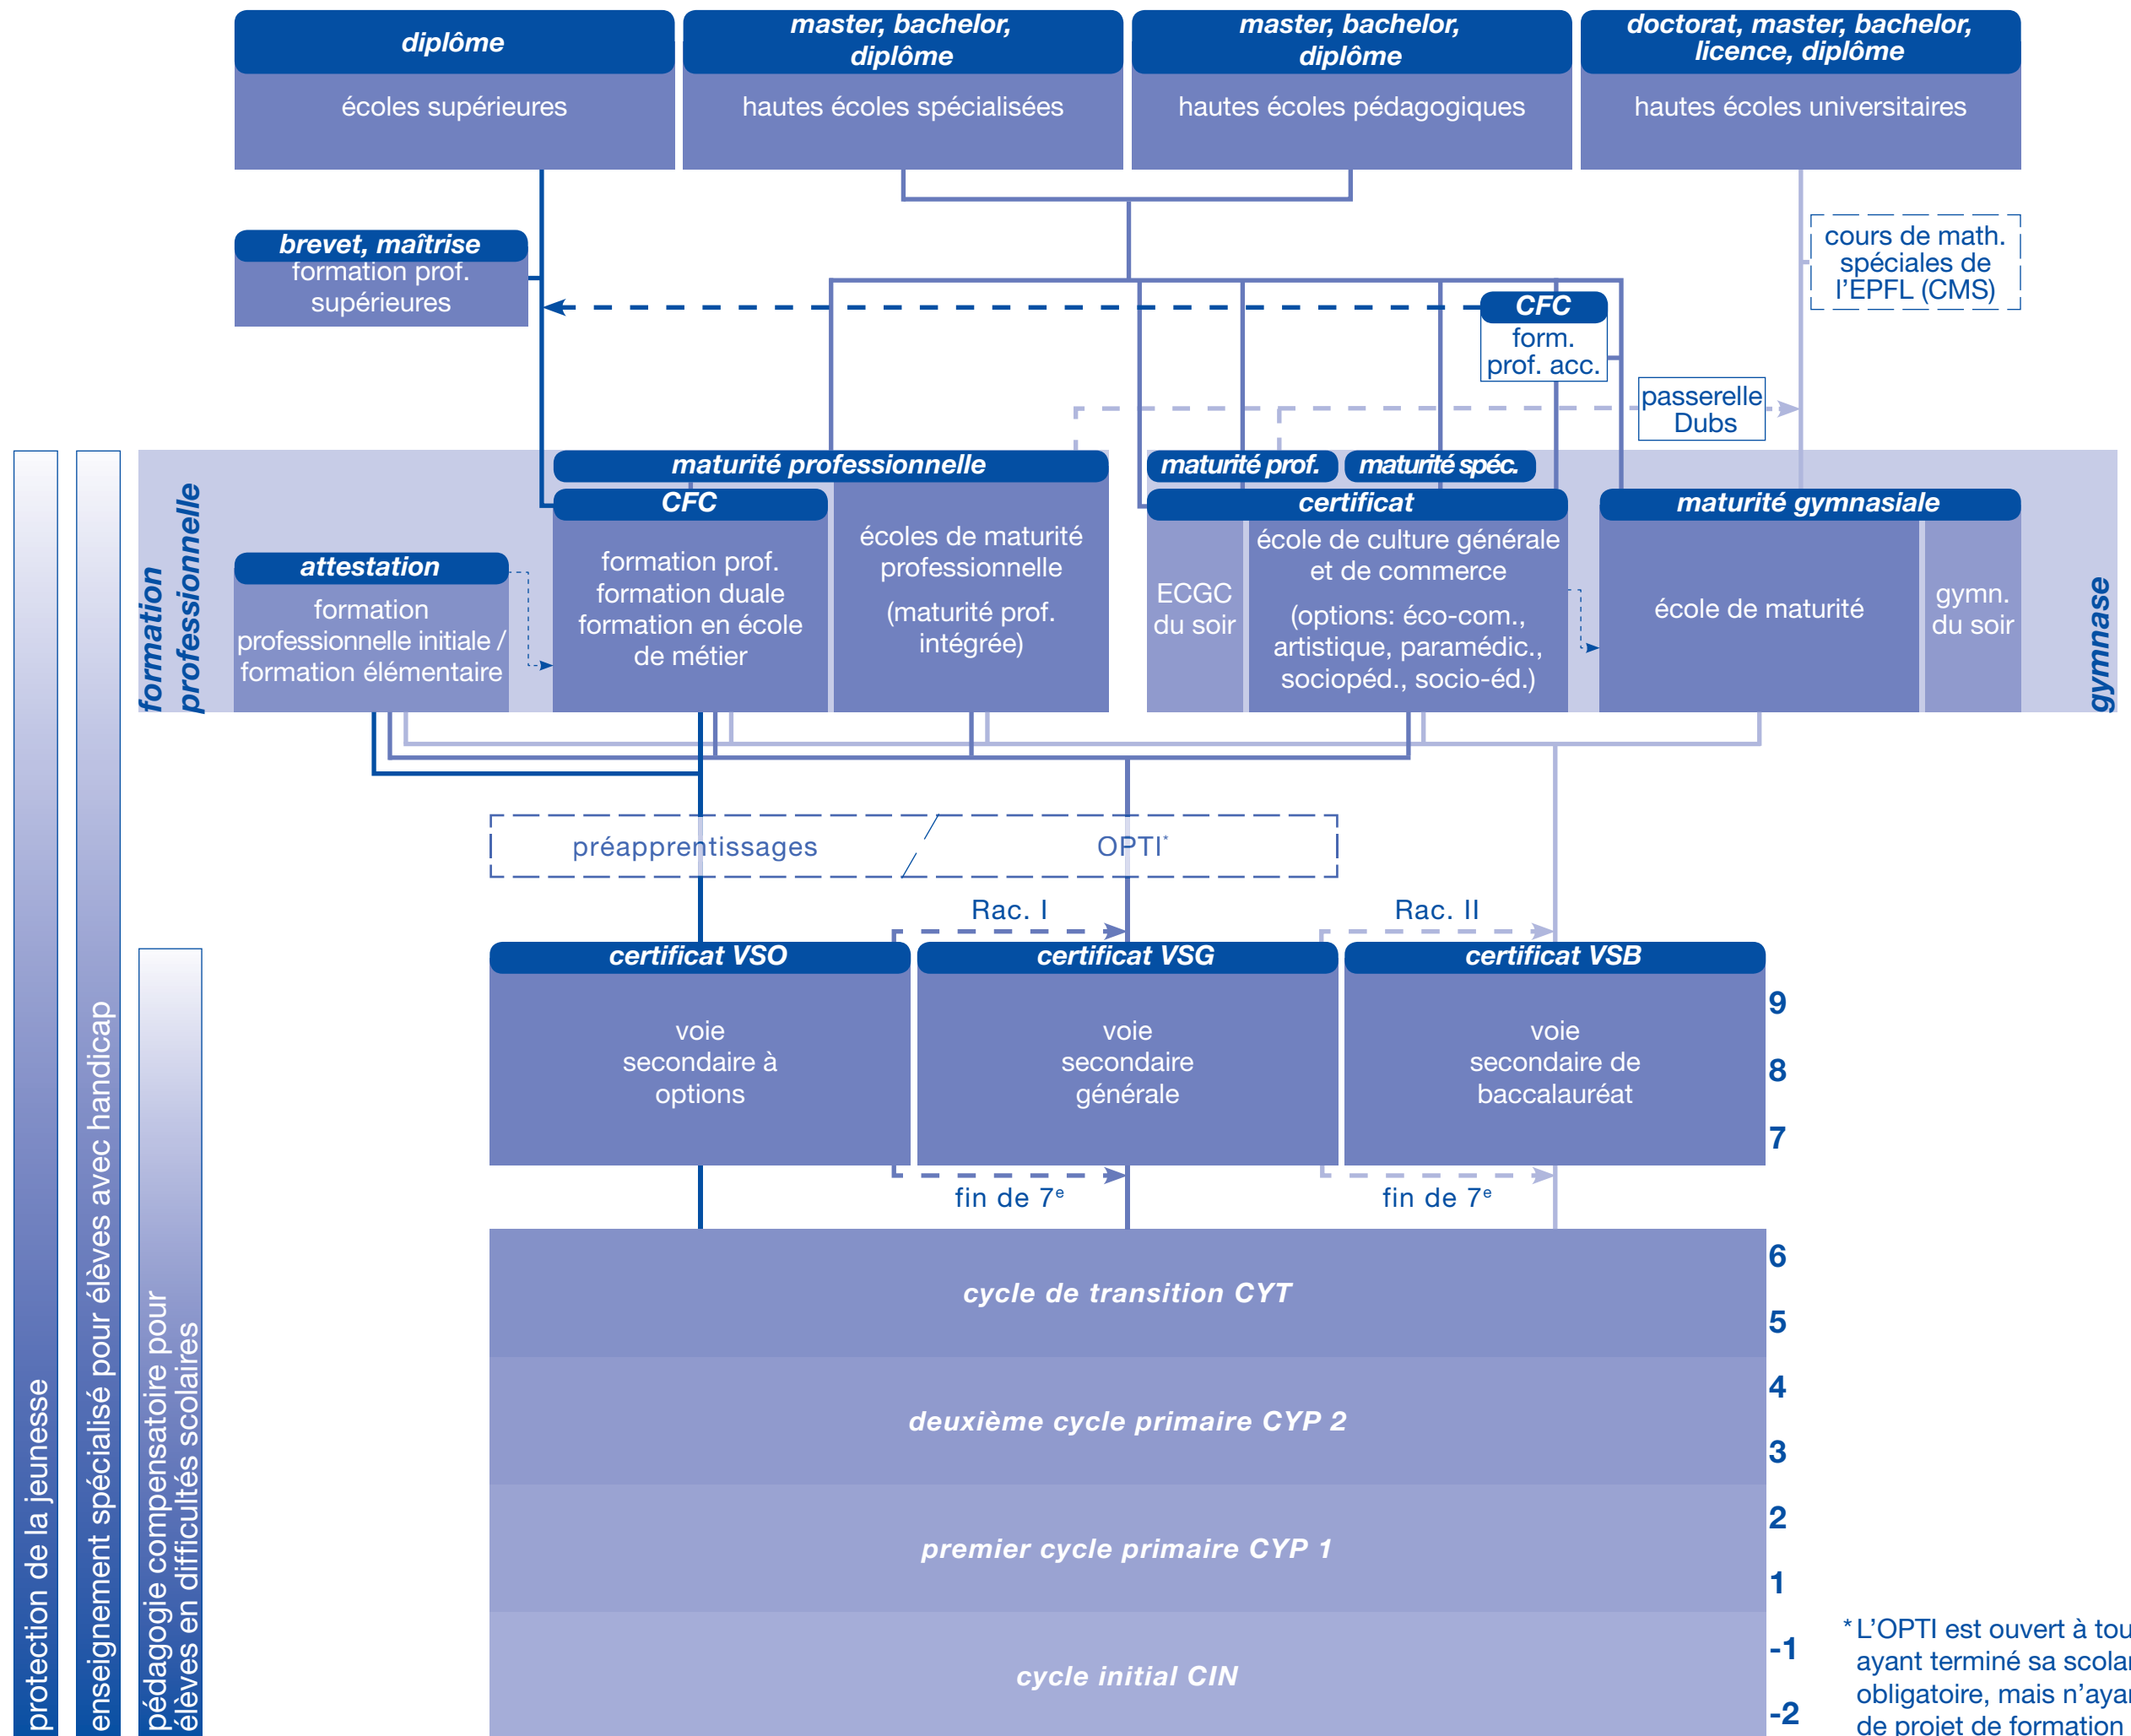 diplôme
écoles supérieures
master, bachelor,
diplôme
hautes écoles spécialisées
master, bachelor,
diplôme
hautes écoles pédagogiques
doctorat, master, bachelor,
licence, diplôme
hautes écoles universitaires
brevet, maîtrise
formation prof.
supérieures
cours de math.
spéciales de
l’EPFL (CMS)
CFC
form.
prof. acc.
passerelle
Dubs
formation
professionnelle
attestation
formation
professionnelle initiale /
formation élémentaire
maturité professionnelle
CFC
formation prof.
formation duale
formation en école
de métier
écoles de maturité
professionnelle
(maturité prof.
intégrée)
maturité prof.
maturité spéc.
certificat
ECGC
du soir
école de culture générale
et de commerce
(options: éco-com.,
artistique, paramédic.,
sociopéd., socio-éd.)
maturité gymnasiale
école de maturité
gymn.
du soir
gymnase
préapprentissages
OPTI*
Rac. I
Rac. II
certificat VSO
voie
secondaire à
options
certificat VSG
voie
secondaire
générale
certificat VSB
voie
secondaire de
baccalauréat
9
8
7
fin de 7e
fin de 7e
cycle de transition CYT
6
5
deuxième cycle primaire CYP 2
4
3
premier cycle primaire CYP 1
2
1
cycle initial CIN
-1
-2
protection de la jeunesse
enseignement spécialisé pour élèves avec handicap
pédagogie compensatoire pour
élèves en difficultés scolaires
* L’OPTI est ouvert à
ayant terminé sa
obligatoire, mais
de projet de formation